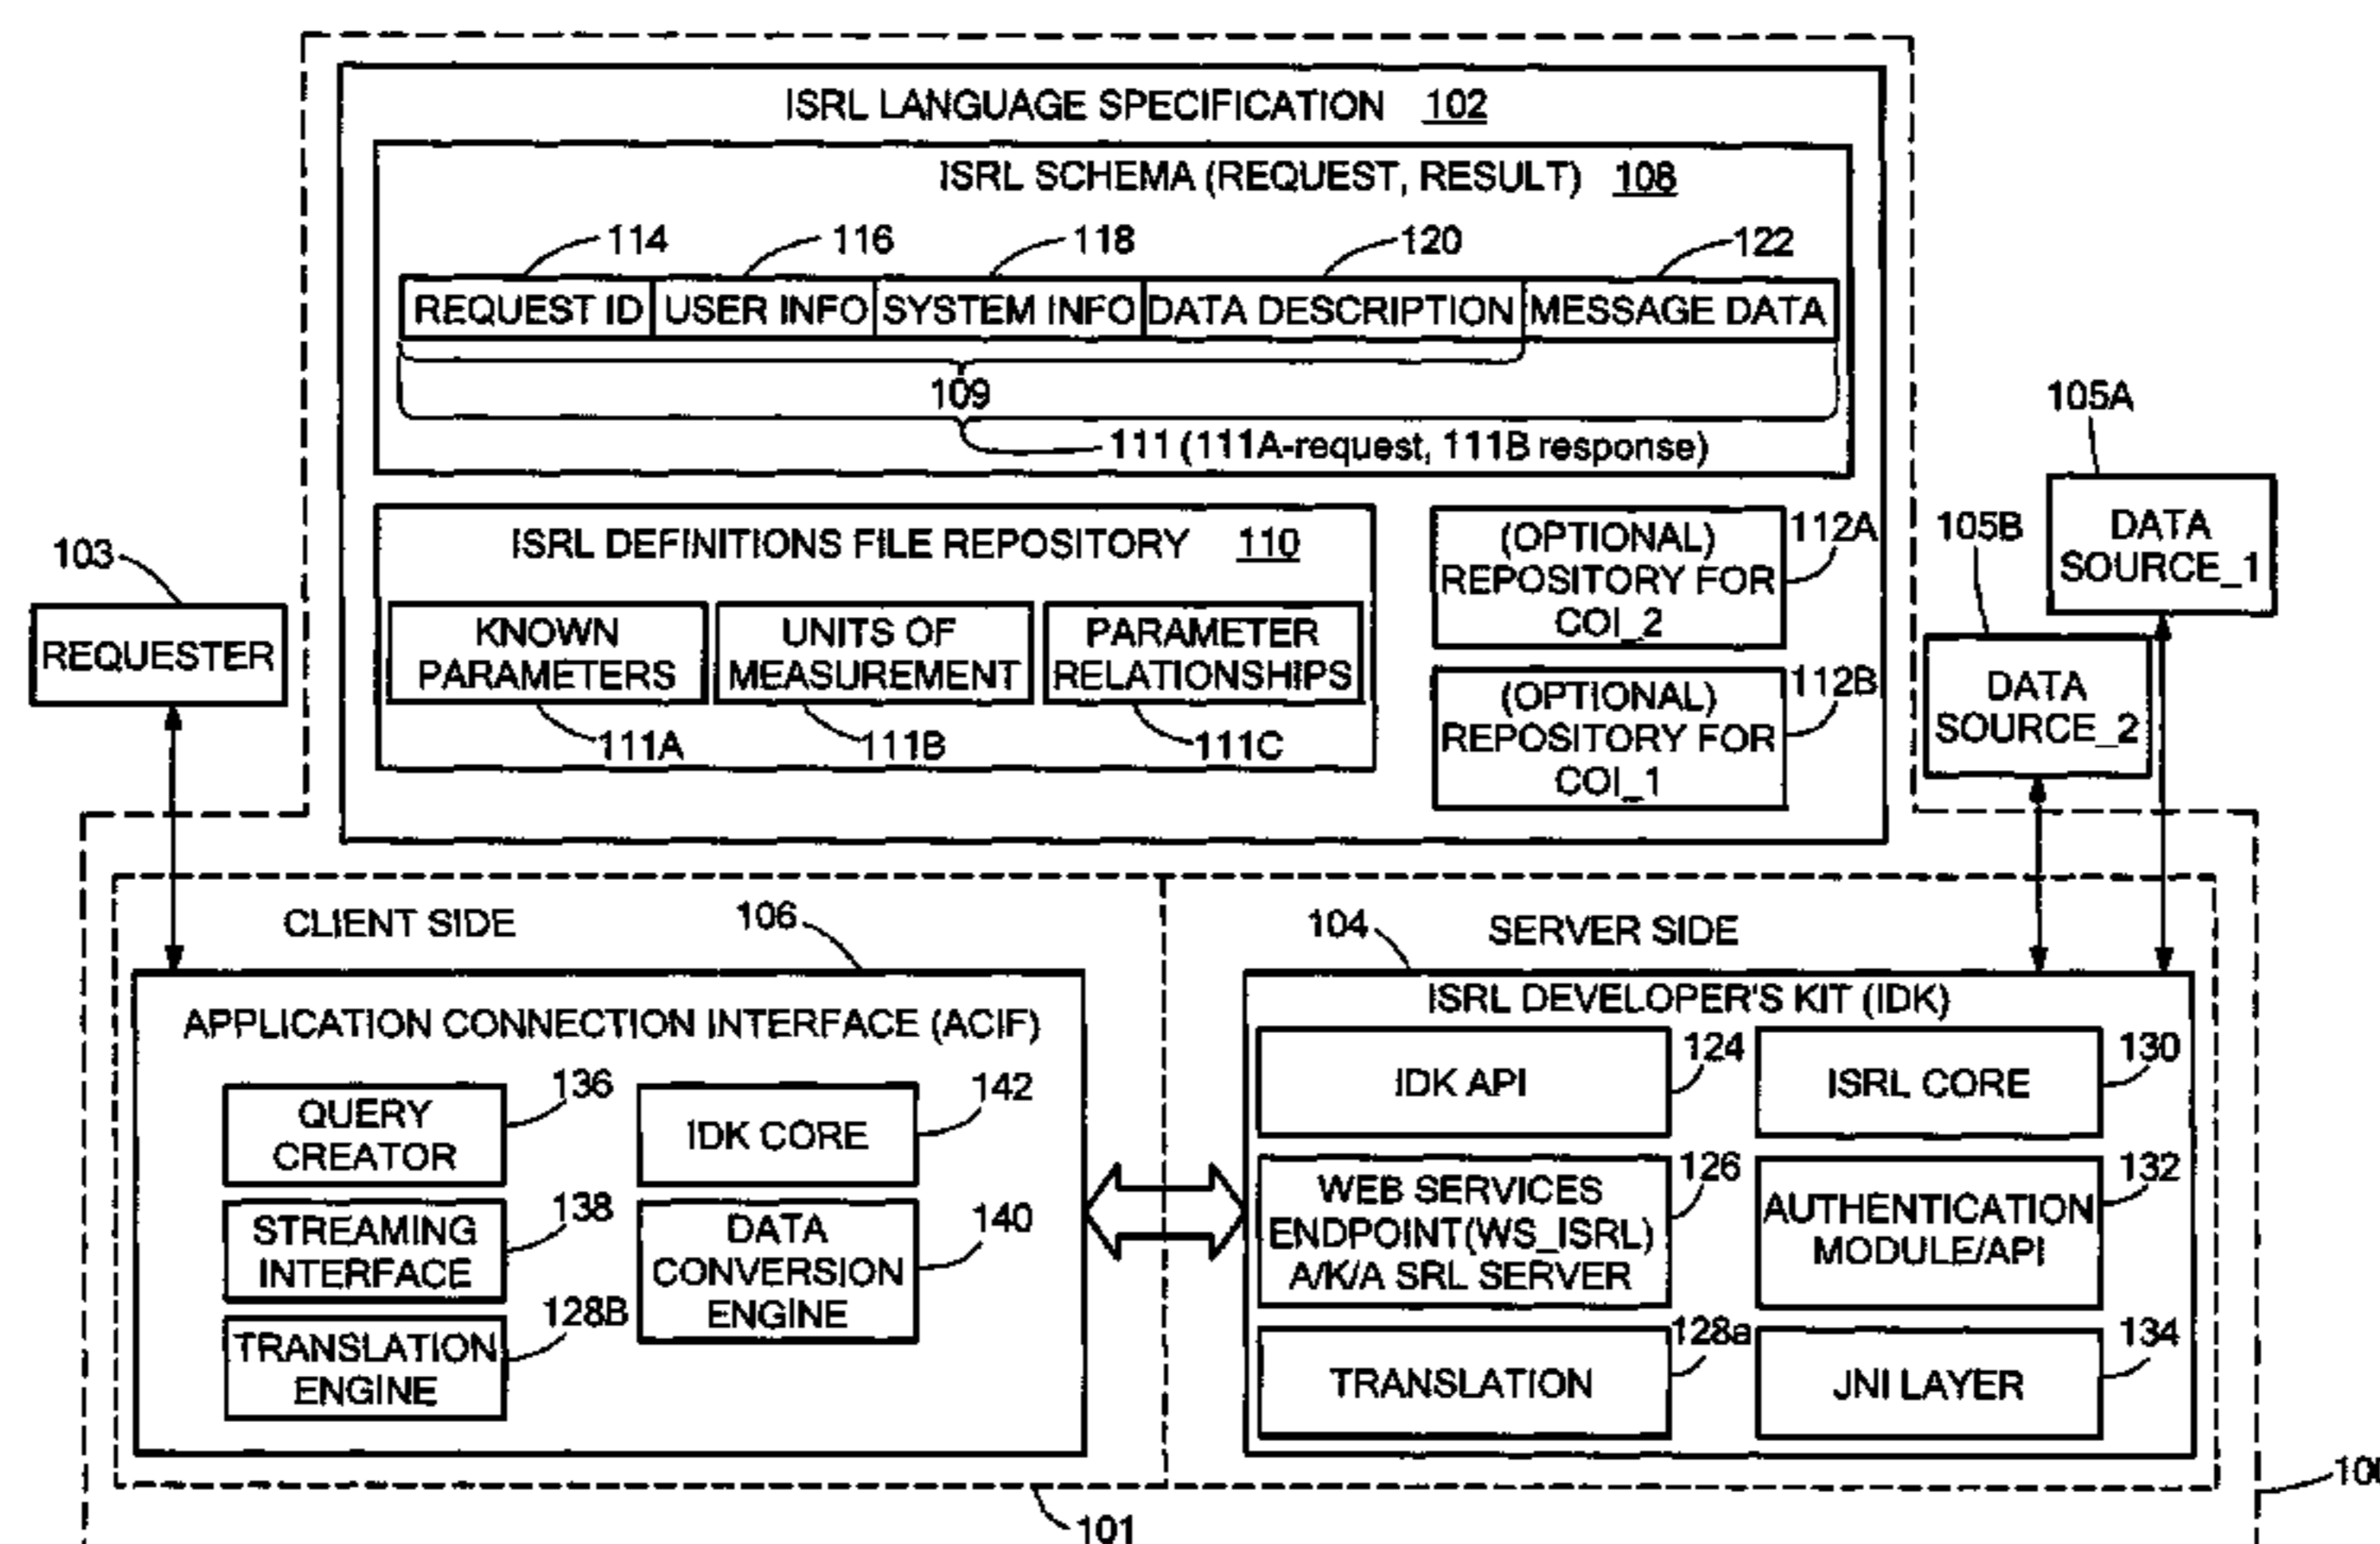 ISRL LANGUAGE SPECIFICATION 102
ISRL SCHEMA (REQUEST, RESULT) 108
114
116
118
120
122
REQUEST ID
USER INFO
SYSTEM INFO
DATA DESCRIPTION
MESSAGE DATA
109
111 (111A-request, 111B response)
ISRL DEFINITIONS FILE REPOSITORY 110
KNOWN
PARAMETERS
UNITS OF
MEASUREMENT
PARAMETER
RELATIONSHIPS
111A
111B
111C
(OPTIONAL)
REPOSITORY FOR
COI_2
112A
(OPTIONAL)
REPOSITORY FOR
COI_1
112B
103
REQUESTER
105A
DATA
SOURCE_1
105B
DATA
SOURCE_2
CLIENT SIDE
106
APPLICATION CONNECTION INTERFACE (ACIF)
QUERY
CREATOR
136
STREAMING
INTERFACE
138
TRANSLATION
ENGINE
128B
IDK CORE
142
DATA
CONVERSION
ENGINE
140
104
SERVER SIDE
ISRL DEVELOPER'S KIT (IDK)
IDK API
124
WEB SERVICES
ENDPOINT(WS_ISRL)
A/K/A SRL SERVER
126
TRANSLATION
128a
ISRL CORE
130
AUTHENTICATION
MODULE/API
132
JNI LAYER
134
101